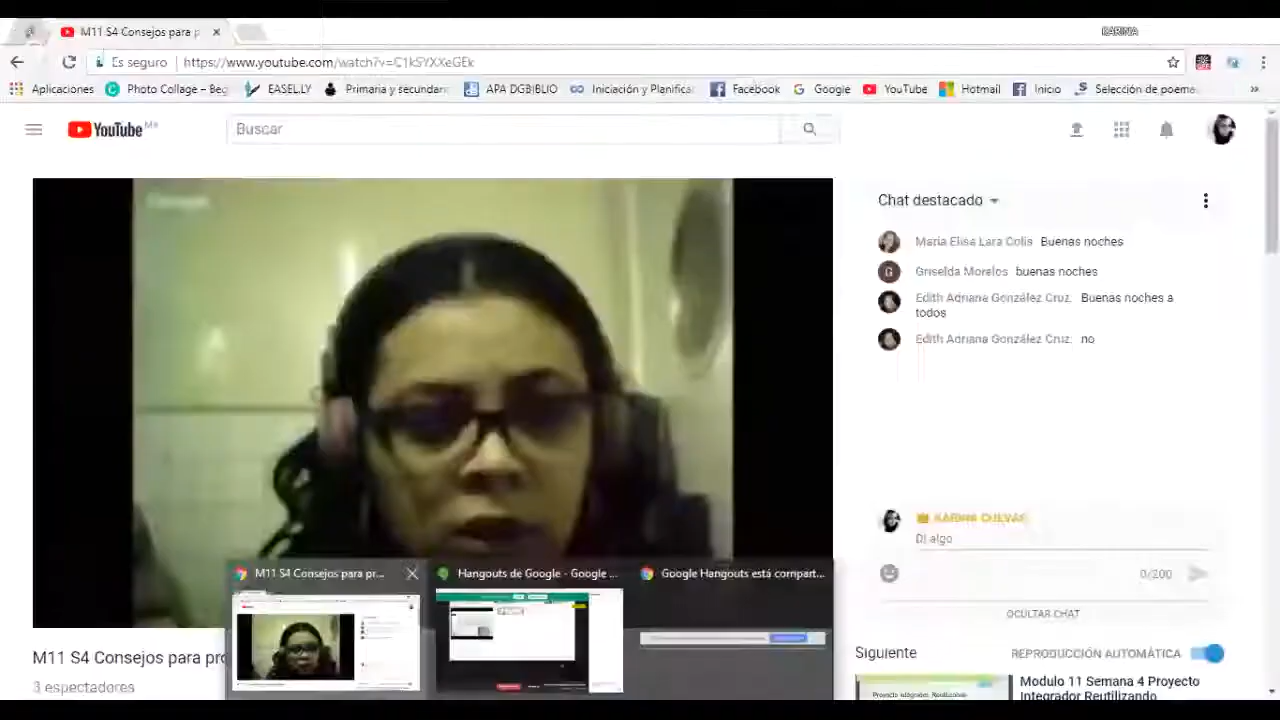 M11 S4 Consejos para p
KARINA
Es seguro
https://www.youtube.com/watch?v=C1kSYXXeGEk
Aplicaciones
Photo Collage – Beg
EASEL.LY
Primaria y secundari
APA DGBIBLIO
Iniciación y Planific
Facebook
Google
YouTube
Hotmail
Inicio
Selección de poema
YouTube MX
Buscar
Chat destacado
Maria Elisa Lara Colis Buenas noches
Griselda Morelos buenas noches
Edith Adriana González Cruz Buenas noches a
todos
Edith Adriana González Cruz no
KARINA CUEVAS
Di algo
0/200
OCULTAR CHAT
M11 S4 Consejos para pr...
Hangouts de Google - Google ...
Google Hangouts está compart...
M11 S4 Consejos para pro
3 espectadores
Siguiente
REPRODUCCIÓN AUTOMÁTICA
Modulo 11 Semana 4 Proyecto
Integrador Reutilizando